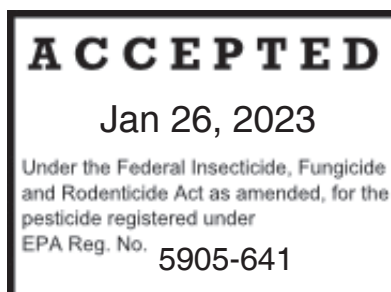 ACCEPTED
Jan 26, 2023
Under the Federal Insecticide, Fungicide
and Rodenticide Act as amended, for the
pesticide registered under
EPA Reg. No. 5905-641